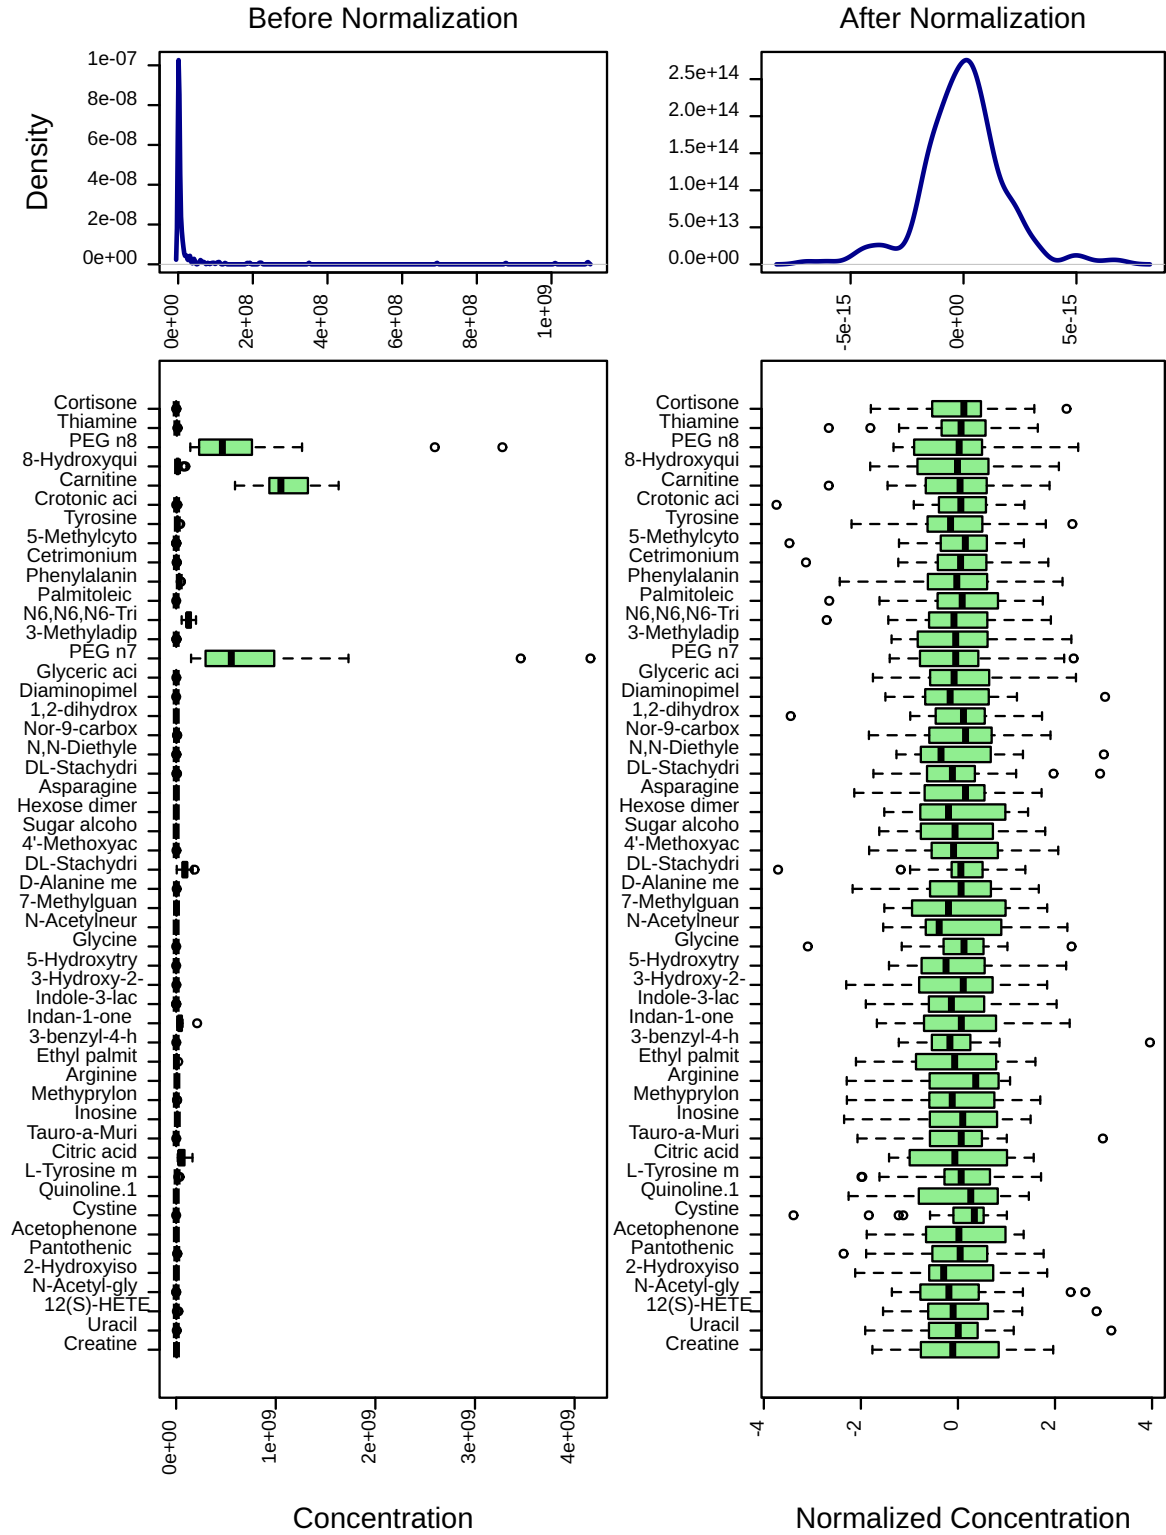 Before Normalization
After Normalization
Density
1e-07
8e-08
6e-08
4e-08
2e-08
0e+00
0e+00
2e+08
4e+08
6e+08
8e+08
1e+09
2.5e+14
2.0e+14
1.5e+14
1.0e+14
5.0e+13
0.0e+00
-5e-15
0e+00
5e-15
Cortisone
Thiamine
PEG n8
8-Hydroxyqui
Carnitine
Crotonic aci
Tyrosine
5-Methylcyto
Cetrimonium
Phenylalanin
Palmitoleic
N6,N6,N6-Tri
3-Methyladip
PEG n7
Glyceric aci
Diaminopimel
1,2-dihydrox
Nor-9-carbox
N,N-Diethyle
DL-Stachydri
Asparagine
Hexose dimer
Sugar alcoho
4'-Methoxyac
DL-Stachydri
D-Alanine me
7-Methylguan
N-Acetylneur
Glycine
5-Hydroxytry
3-Hydroxy-2-
Indole-3-lac
Indan-1-one
3-benzyl-4-h
Ethyl palmit
Arginine
Methyprylon
Inosine
Tauro-a-Muri
Citric acid
L-Tyrosine m
Quinoline.1
Cystine
Acetophenone
Pantothenic
2-Hydroxyiso
N-Acetyl-gly
12(S)-HETE
Uracil
Creatine
0e+00
1e+09
2e+09
3e+09
4e+09
Concentration
Cortisone
Thiamine
PEG n8
8-Hydroxyqui
Carnitine
Crotonic aci
Tyrosine
5-Methylcyto
Cetrimonium
Phenylalanin
Palmitoleic
N6,N6,N6-Tri
3-Methyladip
PEG n7
Glyceric aci
Diaminopimel
1,2-dihydrox
Nor-9-carbox
N,N-Diethyle
DL-Stachydri
Asparagine
Hexose dimer
Sugar alcoho
4'-Methoxyac
DL-Stachydri
D-Alanine me
7-Methylguan
N-Acetylneur
Glycine
5-Hydroxytry
3-Hydroxy-2-
Indole-3-lac
Indan-1-one
3-benzyl-4-h
Ethyl palmit
Arginine
Methyprylon
Inosine
Tauro-a-Muri
Citric acid
L-Tyrosine m
Quinoline.1
Cystine
Acetophenone
Pantothenic
2-Hydroxyiso
N-Acetyl-gly
12(S)-HETE
Uracil
Creatine
-4
-2
0
2
4
Normalized Concentration